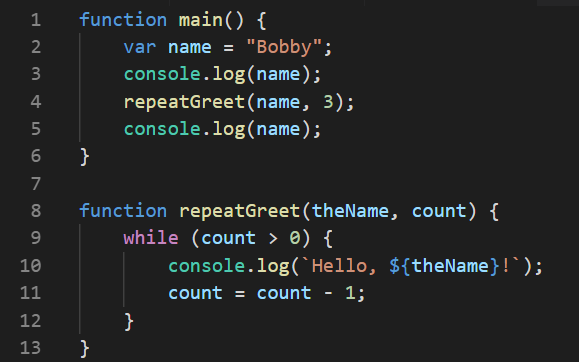 1 function main() {
2     var name = "Bobby";
3     console.log(name);
4     repeatGreet(name, 3);
5     console.log(name);
6 }
7
8 function repeatGreet(theName, count) {
9     while (count > 0) {
10         console.log(`Hello, ${theName}!`);
11         count = count - 1;
12     }
13 }